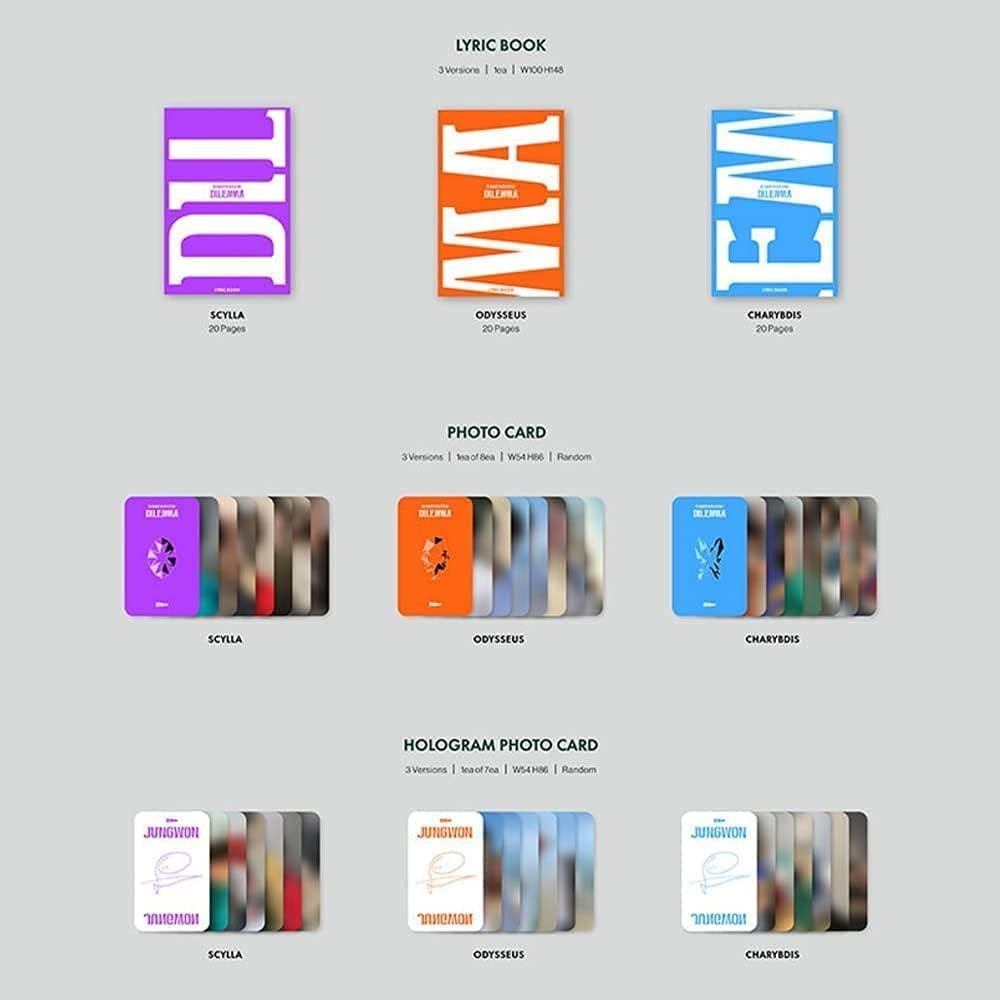 LYRIC BOOK
3 Versions | 1ea | W100 H148
DIL
DIMENSION:
DILEMMA
LYRIC BOOK
MA
DIMENSION:
DILEMMA
LYRIC BOOK
EM
DIMENSION:
DILEMMA
LYRIC BOOK
SCYLLA
20 Pages
ODYSSEUS
20 Pages
CHARYBDIS
20 Pages
PHOTO CARD
3 Versions | 1ea of 8ea | W54 H86 | Random
DIMENSION:
DILEMMA
DIMENSION:
DILEMMA
DIMENSION:
DILEMMA
SCYLLA
ODYSSEUS
CHARYBDIS
HOLOGRAM PHOTO CARD
3 Versions | 1ea of 7ea | W54 H86 | Random
JUNGWON
JUNGWON
JUNGWON
JUNGWON
JUNGWON
JUNGWON
SCYLLA
ODYSSEUS
CHARYBDIS